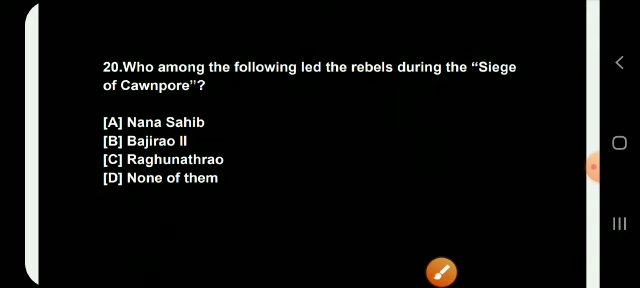 20.Who among the following led the rebels during the “Siege
of Cawnpore”?
[A] Nana Sahib
[B] Bajirao II
[C] Raghunathrao
[D] None of them